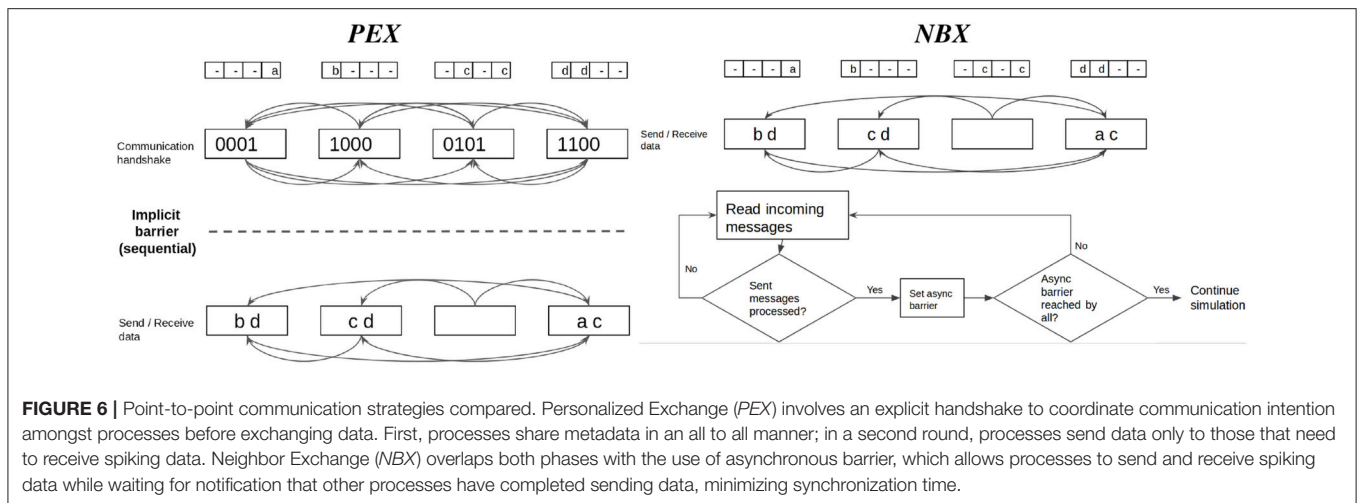 PEX
- - - a
b - - -
- c - c
d d - -
Communication
handshake
0001
1000
0101
1100
Implicit
barrier
(sequential)
Send / Receive
data
b d
c d
a c
NBX
- - - a
b - - -
- c - c
d d - -
Send / Receive
data
b d
c d
a c
Read incoming
messages
No
Sent
messages
processed?
Yes
Set async
barrier
No
Async
barrier
reached by
all?
Yes
Continue
simulation
FIGURE 6 | Point-to-point communication strategies compared. Personalized Exchange (PEX) involves an explicit handshake to coordinate communication intention
amongst processes before exchanging data. First, processes share metadata in an all to all manner; in a second round, processes send data only to those that need
to receive spiking data. Neighbor Exchange (NBX) overlaps both phases with the use of asynchronous barrier, which allows processes to send and receive spiking
data while waiting for notification that other processes have completed sending data, minimizing synchronization time.